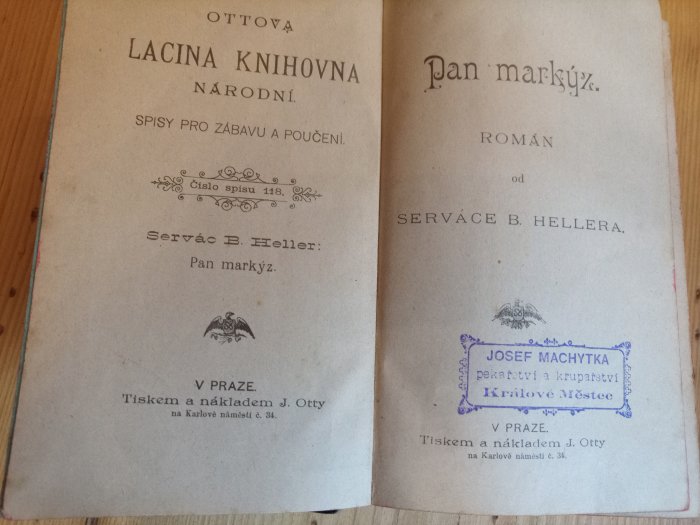 OTTOVA
LACINA KNIHOVNA
NÁRODNÍ.
SPISY PRO ZÁBAVU A POUČENÍ.
Číslo spisu 118.
Servác B. Heller:
Pan markýz.
V PRAZE.
Tiskem a nákladem J. Otty
na Karlově náměstí č. 34.
Pan markýz.
ROMÁN
od
SERVÁCE B. HELLERA.
JOSEF MACHYTKA
pekařství a krupařství
Králové Městec
V PRAZE.
Tiskem a nákladem J. Otty
na Karlově náměstí č. 34.